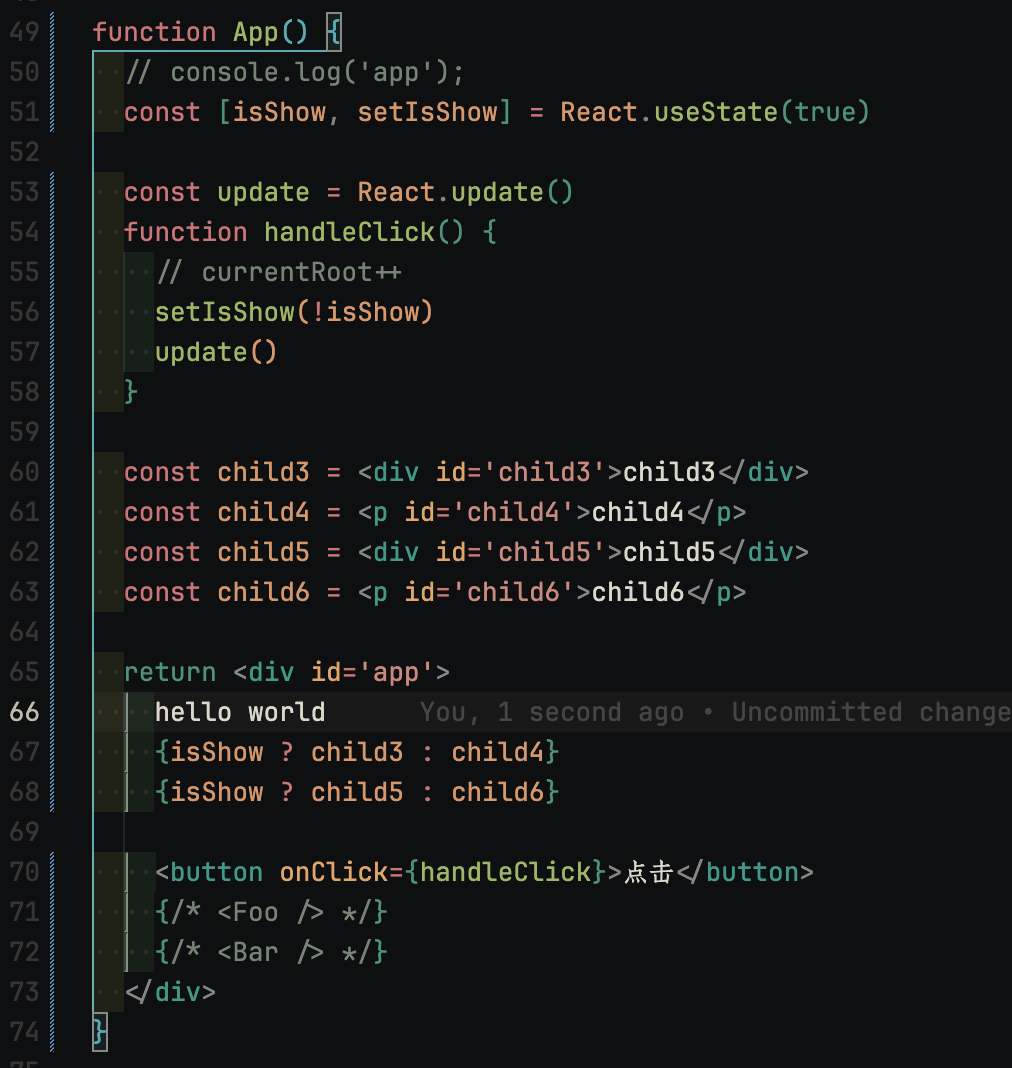 49 function App() {
50 // console.log('app');
51 const [isShow, setIsShow] = React.useState(true)
52
53 const update = React.update()
54 function handleClick() {
55 // currentRoot++
56 setIsShow(!isShow)
57 update()
58 }
59
60 const child3 = <div id='child3'>child3</div>
61 const child4 = <p id='child4'>child4</p>
62 const child5 = <div id='child5'>child5</div>
63 const child6 = <p id='child6'>child6</p>
64
65 return <div id='app'>
66 hello world You, 1 second ago • Uncommitted change
67 {isShow ? child3 : child4}
68 {isShow ? child5 : child6}
69
70 <button onClick={handleClick}>点击</button>
71 {/* <Foo /> */}
72 {/* <Bar /> */}
73 </div>
74 }